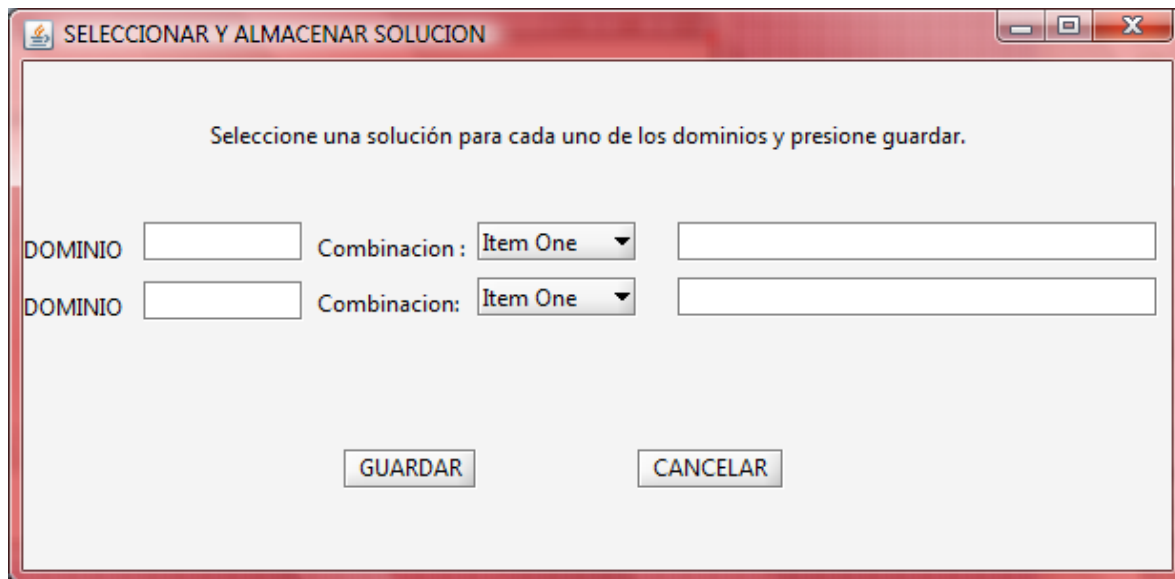 SELECCIONAR Y ALMACENAR SOLUCION
Seleccione una solución para cada uno de los dominios y presione guardar.
DOMINIO Combinacion : Item One
DOMINIO Combinacion: Item One
GUARDAR CANCELAR